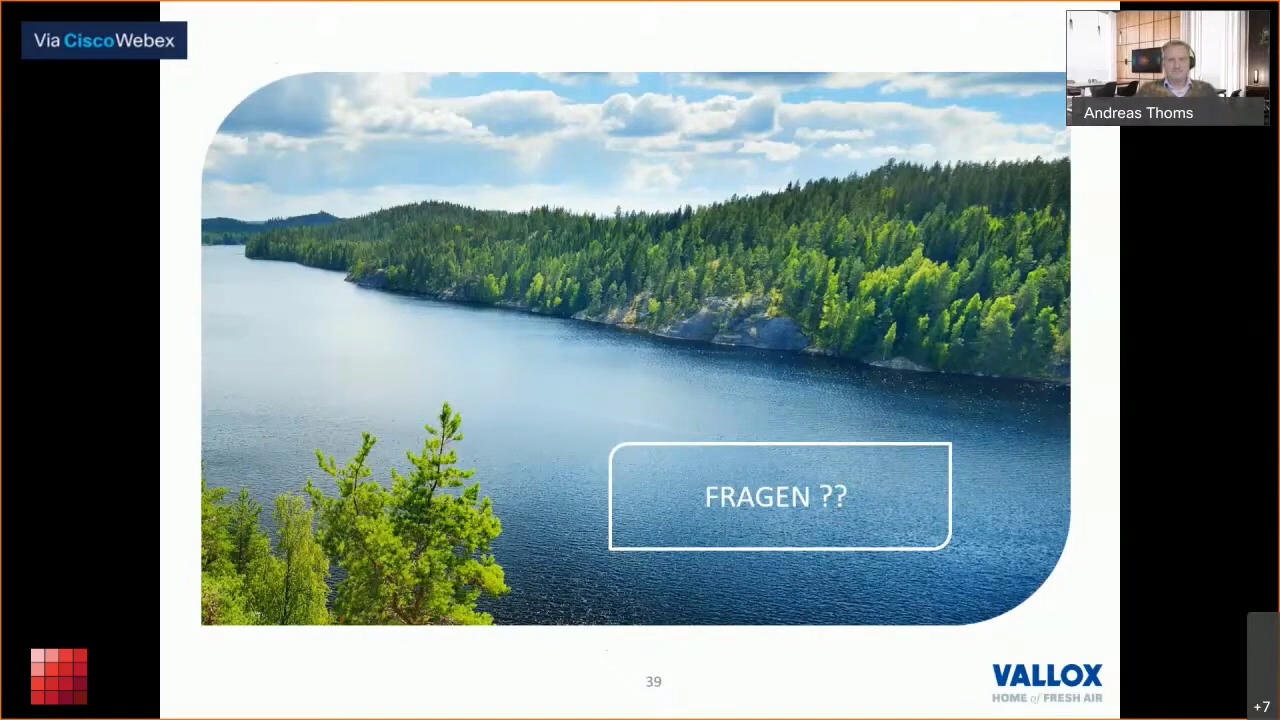 Via CiscoWebex
Andreas Thoms
FRAGEN ??
39
VALLOX
HOME of FRESH AIR
+7